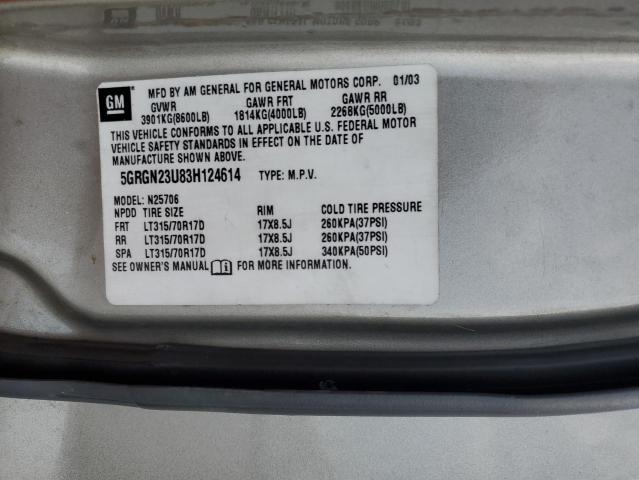 GM
MFD BY AM GENERAL FOR GENERAL MOTORS CORP. 01/03
GVWR GAWR FRT GAWR RR
3901KG(8600LB) 1814KG(4000LB) 2268KG(5000LB)
THIS VEHICLE CONFORMS TO ALL APPLICABLE U.S. FEDERAL MOTOR
VEHICLE SAFETY STANDARDS IN EFFECT ON THE DATE OF
MANUFACTURE SHOWN ABOVE.
5GRGN23U83H124614 TYPE: M.P.V.
MODEL: N25706
NPDD TIRE SIZE RIM COLD TIRE PRESSURE
FRT LT315/70R17D 17X8.5J 260KPA(37PSI)
RR LT315/70R17D 17X8.5J 260KPA(37PSI)
SPA LT315/70R17D 17X8.5J 340KPA(50PSI)
SEE OWNER'S MANUAL FOR MORE INFORMATION.